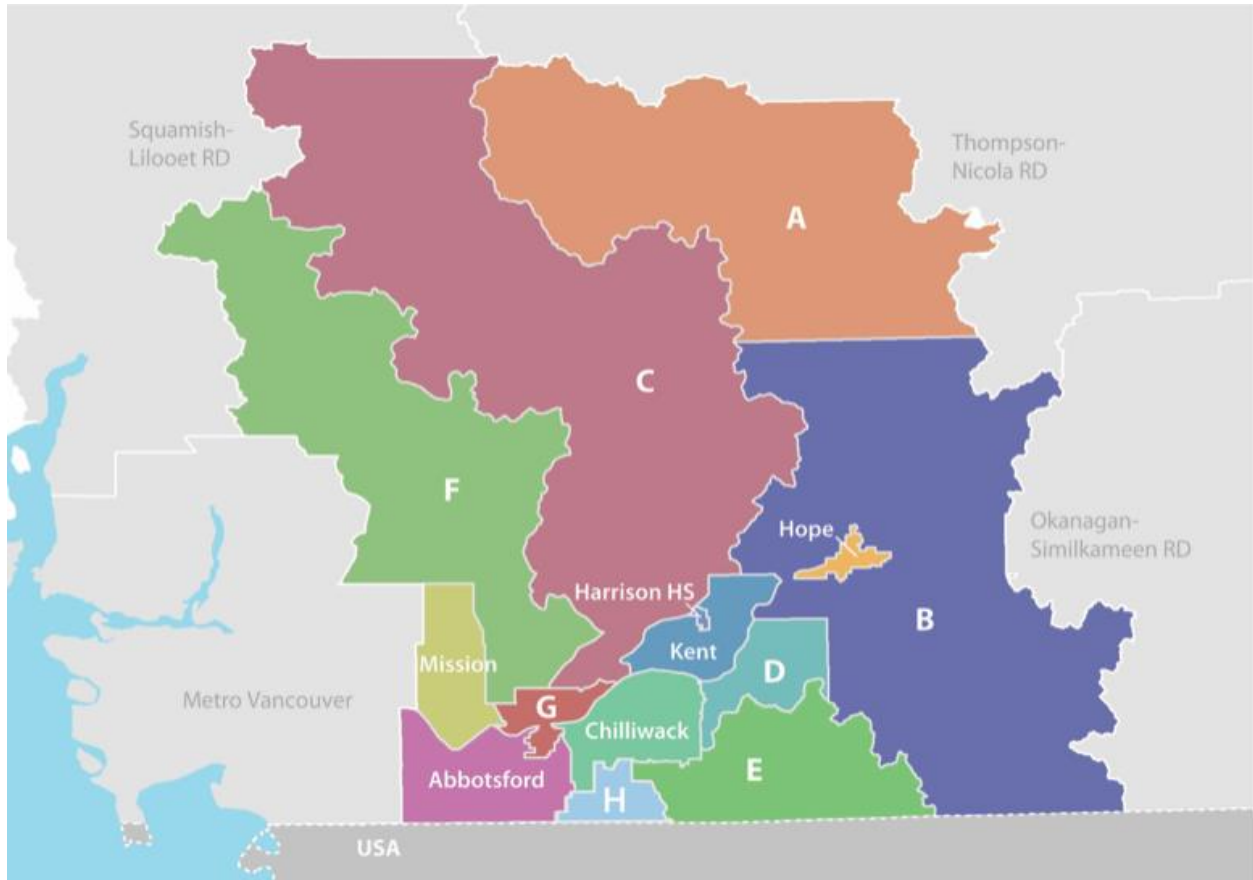 Squamish-
Lilooet RD
Thompson-
Nicola RD
A
C
F
Hope
Okanagan-
Similkameen RD
Harrison HS
B
Kent
Mission
D
Metro Vancouver
G
Chilliwack
Abbotsford
E
H
USA